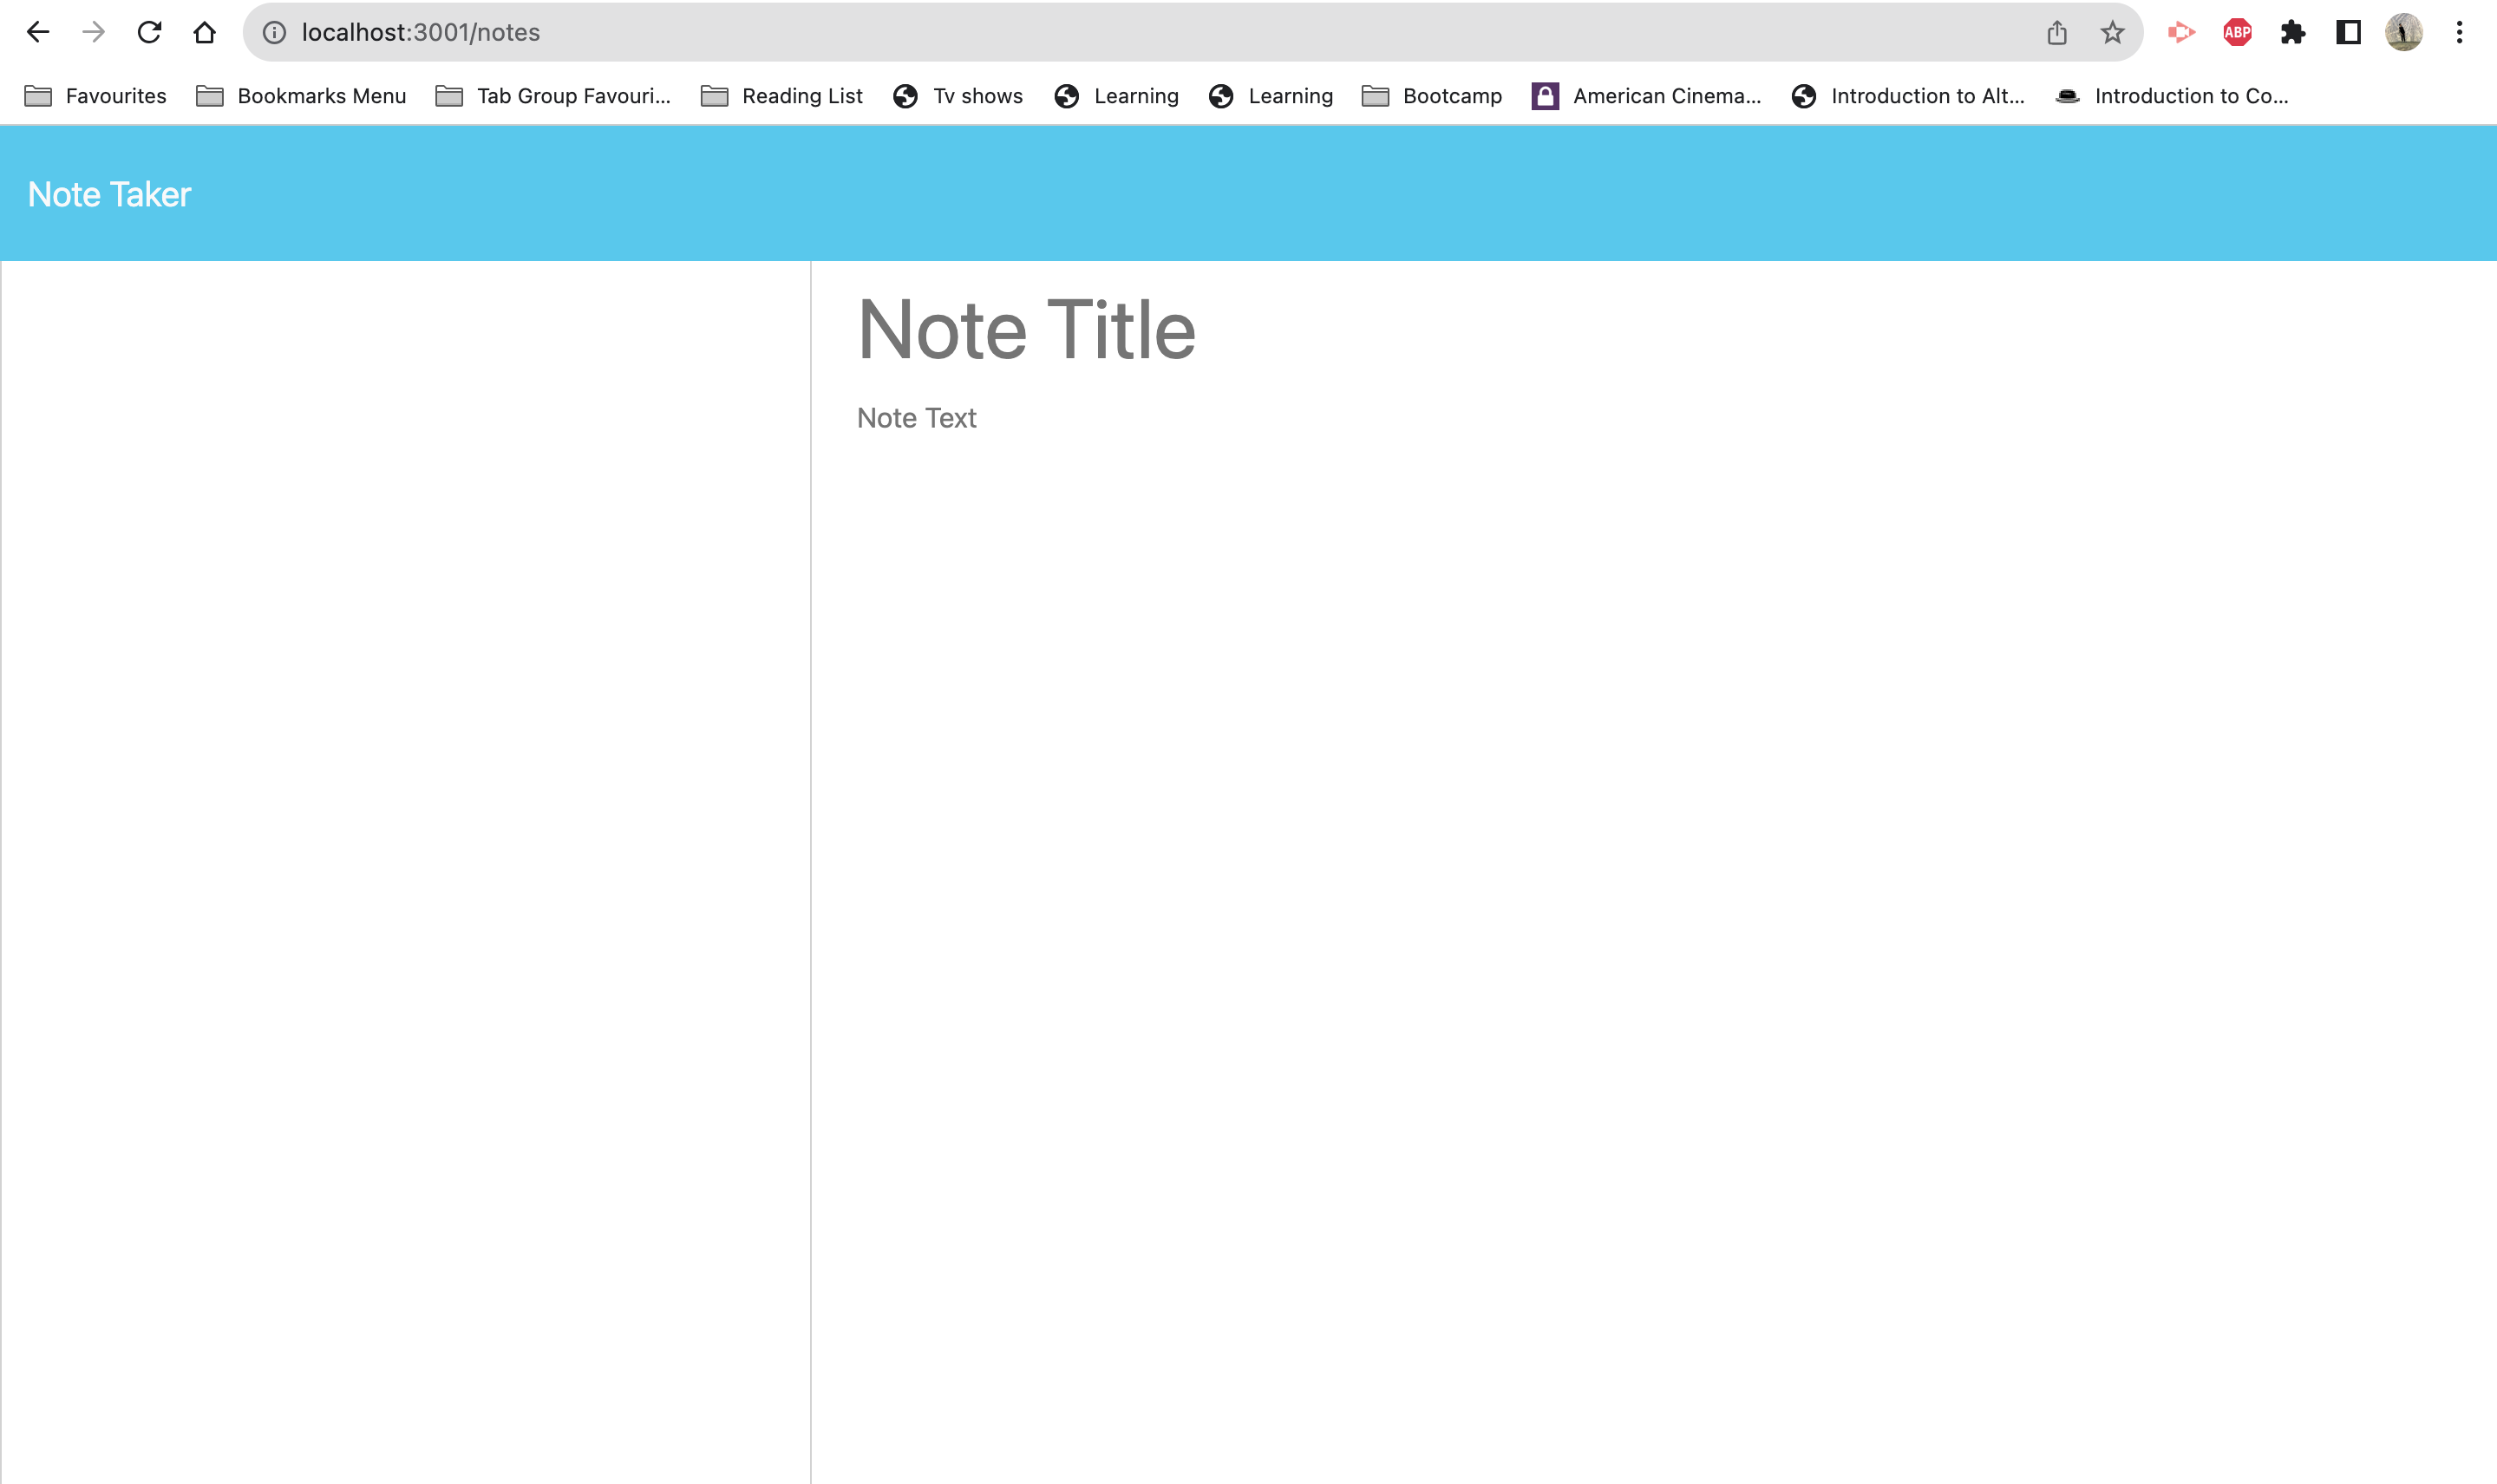 localhost:3001/notes
ABP
Favourites Bookmarks Menu Tab Group Favouri... Reading List Tv shows Learning Learning Bootcamp American Cinema... Introduction to Alt... Introduction to Co...
Note Taker
Note Title
Note Text